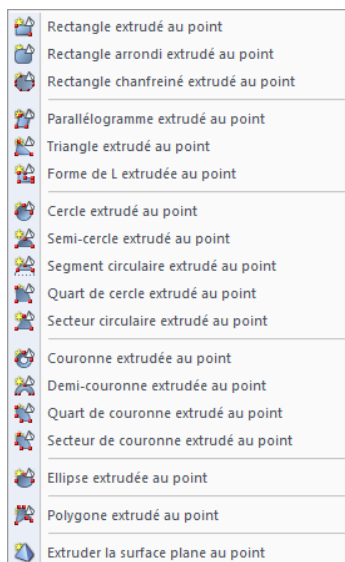 Rectangle extrudé au point
Rectangle arrondi extrudé au point
Rectangle chanfreiné extrudé au point
Parallélogramme extrudé au point
Triangle extrudé au point
Forme de L extrudée au point
Cercle extrudé au point
Semi-cercle extrudé au point
Segment circulaire extrudé au point
Quart de cercle extrudé au point
Secteur circulaire extrudé au point
Couronne extrudée au point
Demi-couronne extrudée au point
Quart de couronne extrudé au point
Secteur de couronne extrudé au point
Ellipse extrudée au point
Polygone extrudé au point
Extruder la surface plane au point